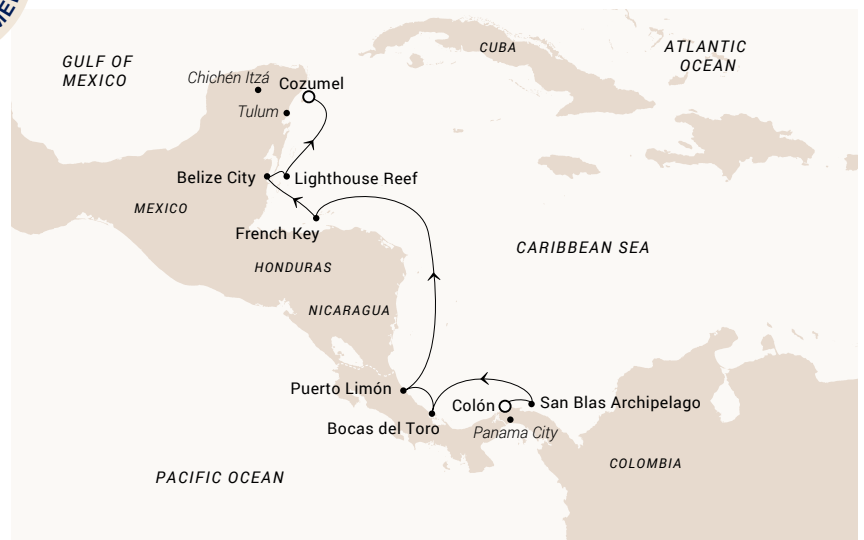 GULF OF
MEXICO
CUBA
ATLANTIC
OCEAN
Chichén Itzá
Cozumel
Tulum
Belize City
Lighthouse Reef
MEXICO
French Key
CARIBBEAN SEA
HONDURAS
NICARAGUA
Puerto Limón
Colón
San Blas Archipelago
Bocas del Toro
Panama City
COLOMBIA
PACIFIC OCEAN